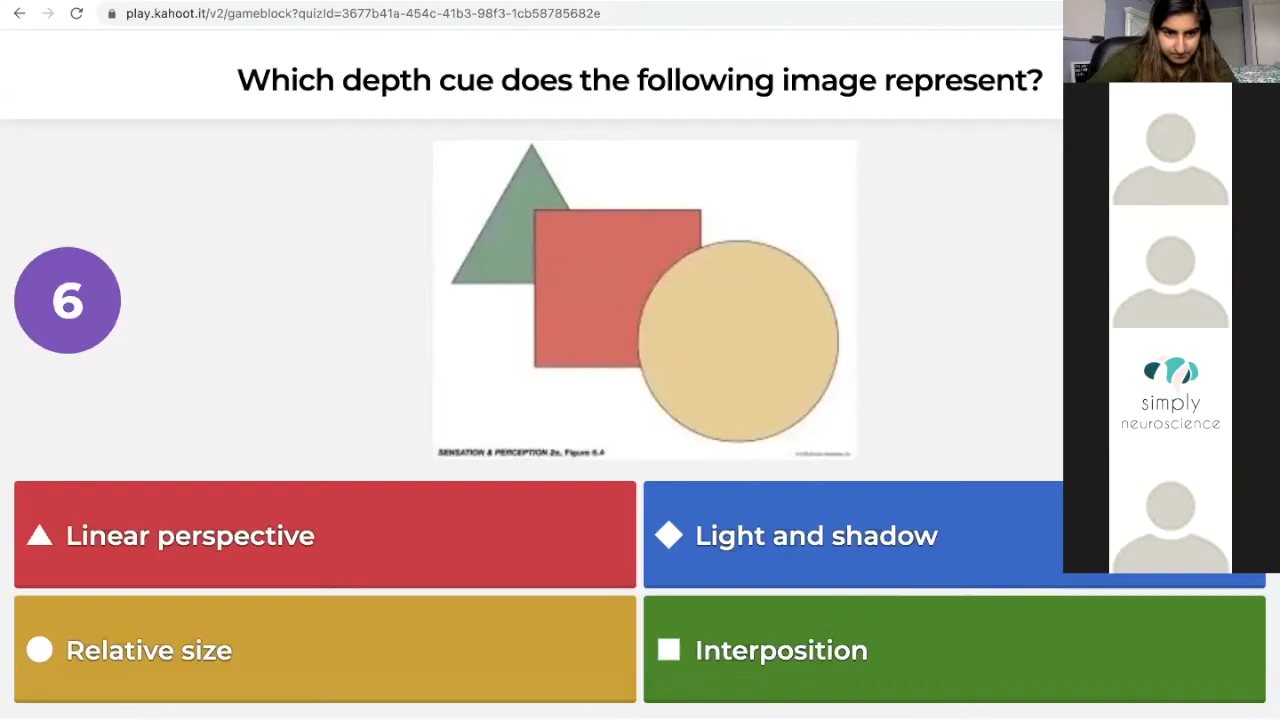 play.kahoot.it/v2/gameblock?quizId=3677b41a-454c-41b3-98f3-1cb58785682e
Which depth cue does the following image represent?
6
SENSATION & PERCEPTION 2e, Figure 6.4
simply
neuroscience
Linear perspective
Light and shadow
Relative size
Interposition